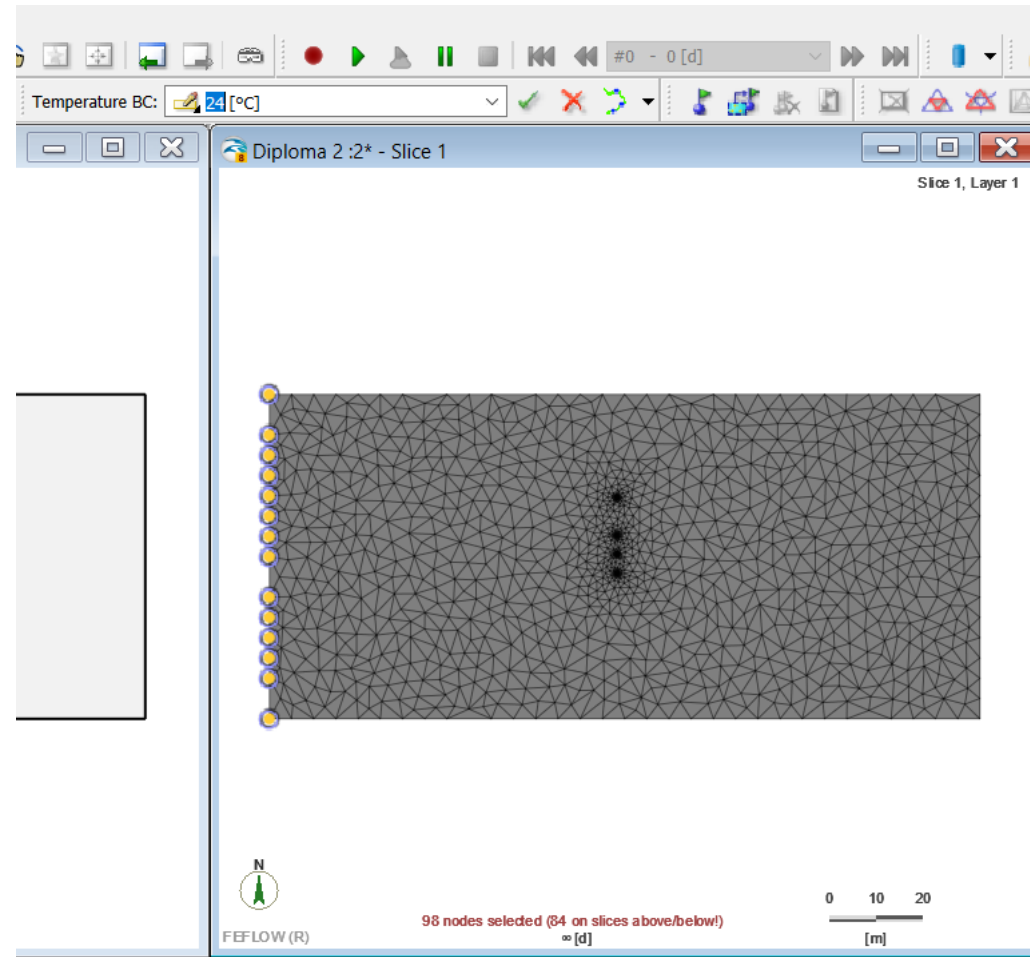 #0 - 0 [d]
Temperature BC: 24 [°C]
Diploma 2 :2* - Slice 1
Slice 1, Layer 1
N
0 10 20
98 nodes selected (84 on slices above/below!)
FEFLOW (R) ∞ [d] [m]